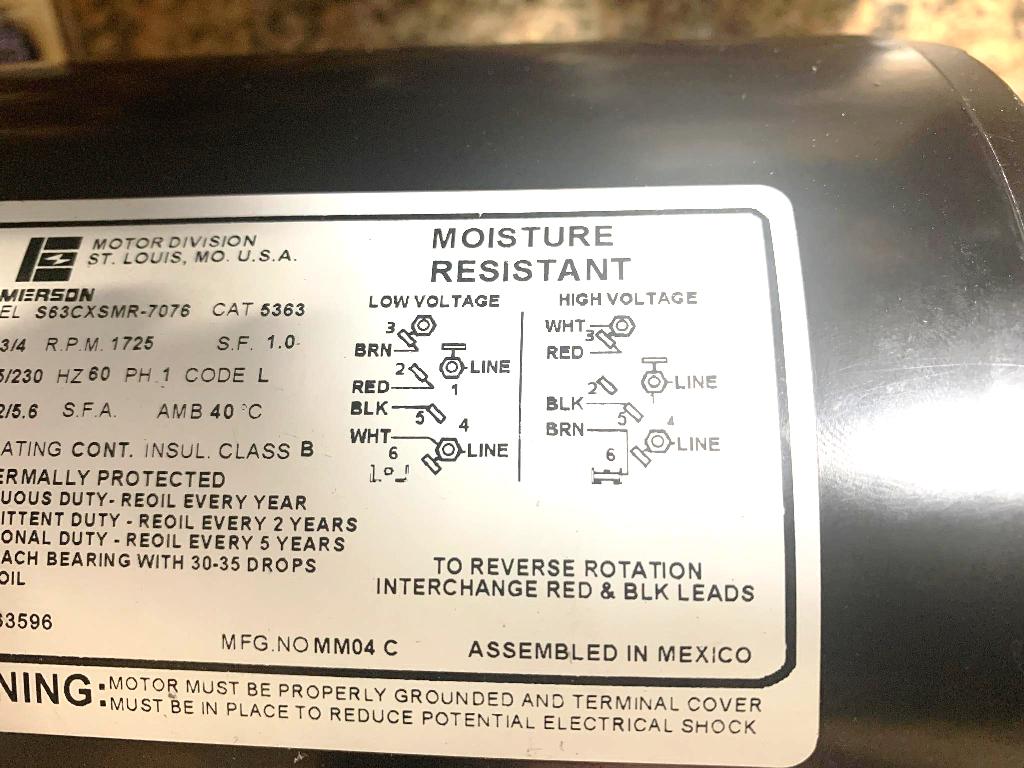 MOTOR DIVISION
ST. LOUIS, MO. U.S.A.
MERSON
EL S63CXSMR-7076 CAT 5363
3/4 R.P.M. 1725 S.F. 1.0
5/230 HZ 60 PH 1 CODE L
2/5.6 S.F.A. AMB 40 °C
ATING CONT. INSUL. CLASS B
ERMALLY PROTECTED
UOUS DUTY- REOIL EVERY YEAR
ITTENT DUTY - REOIL EVERY 2 YEARS
ONAL DUTY - REOIL EVERY 5 YEARS
ACH BEARING WITH 30-35 DROPS
OIL
63596
MFG.NO MM04 C
MOISTURE
RESISTANT
LOW VOLTAGE
3
BRN
2 LINE
RED 1
BLK 5 4
WHT LINE
6
HIGH VOLTAGE
WHT 3
RED
2 LINE
1
BLK 5 4
BRN LINE
6
TO REVERSE ROTATION
INTERCHANGE RED & BLK LEADS
ASSEMBLED IN MEXICO
NING: MOTOR MUST BE PROPERLY GROUNDED AND TERMINAL COVER
MUST BE IN PLACE TO REDUCE POTENTIAL ELECTRICAL SHOCK